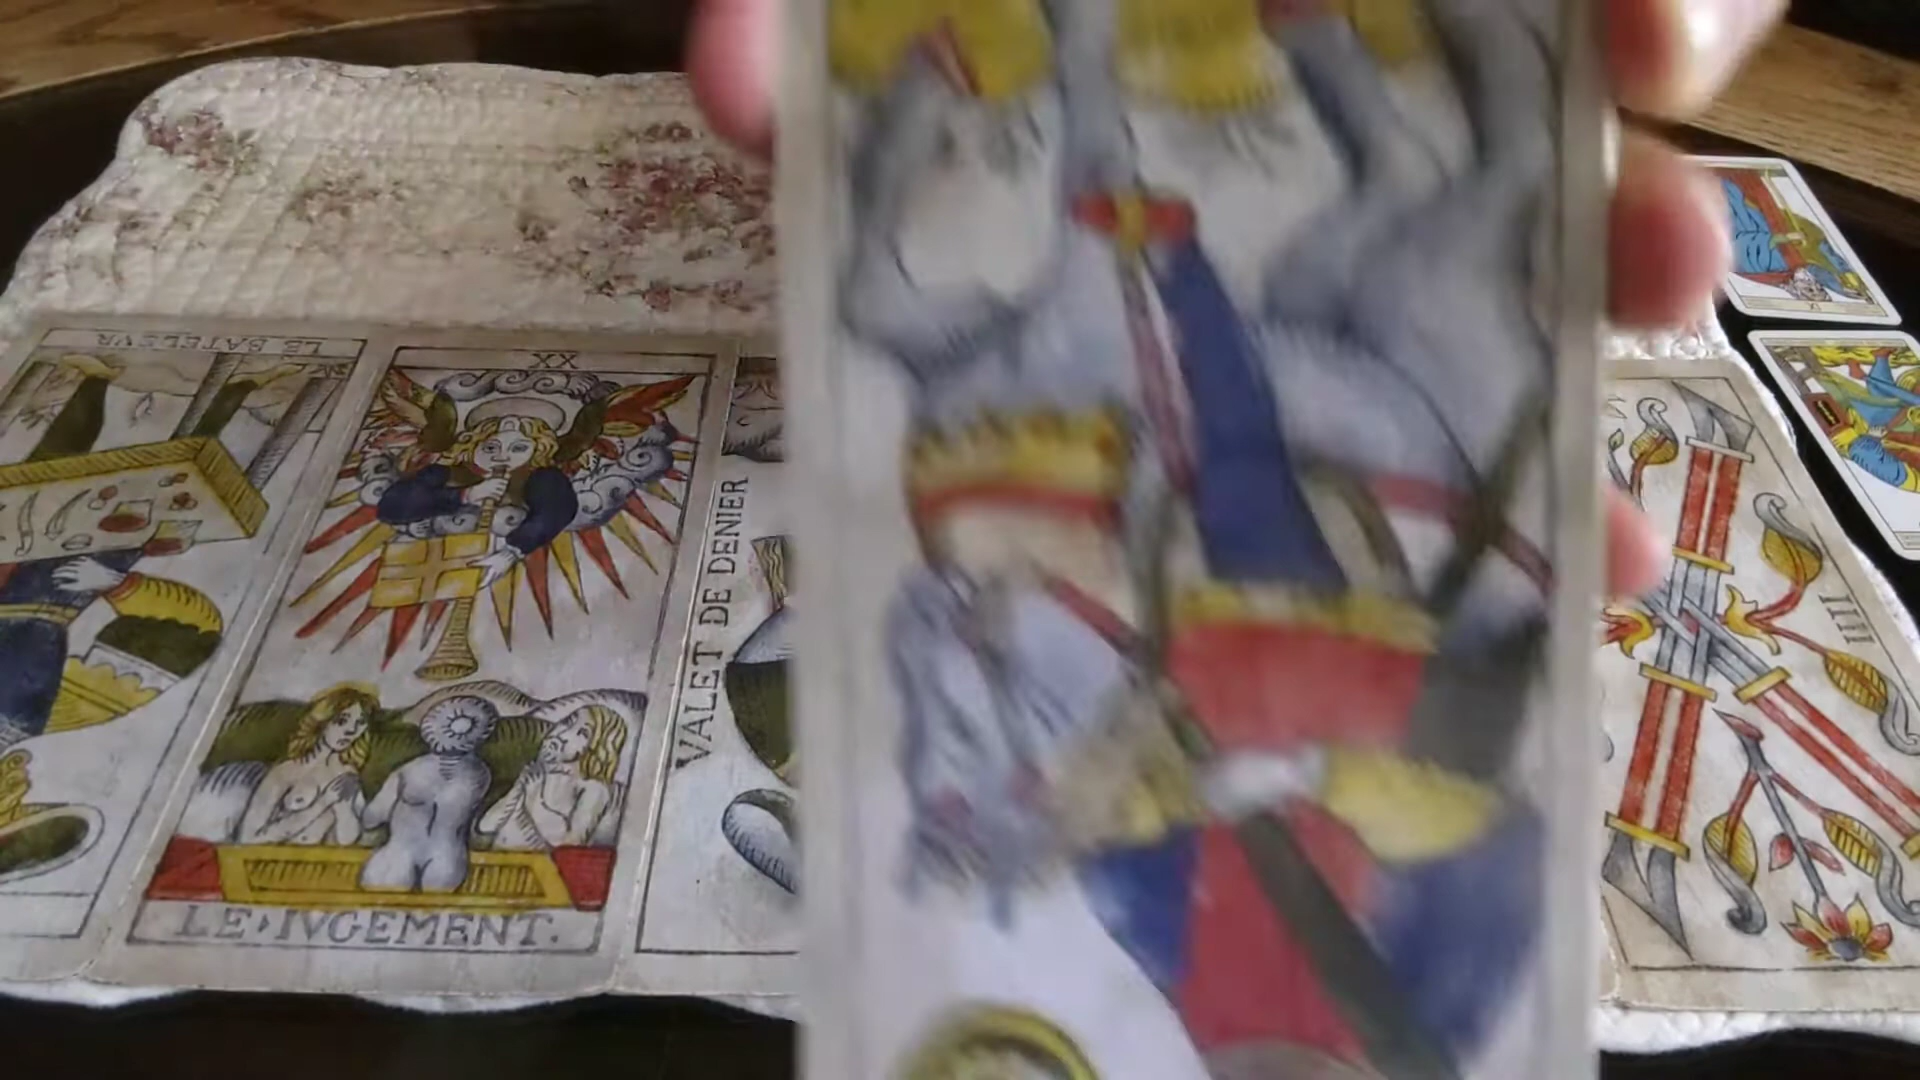 LE BATELEVR
XX
VALET DE DENIER
IIII
LE IVGEMENT.